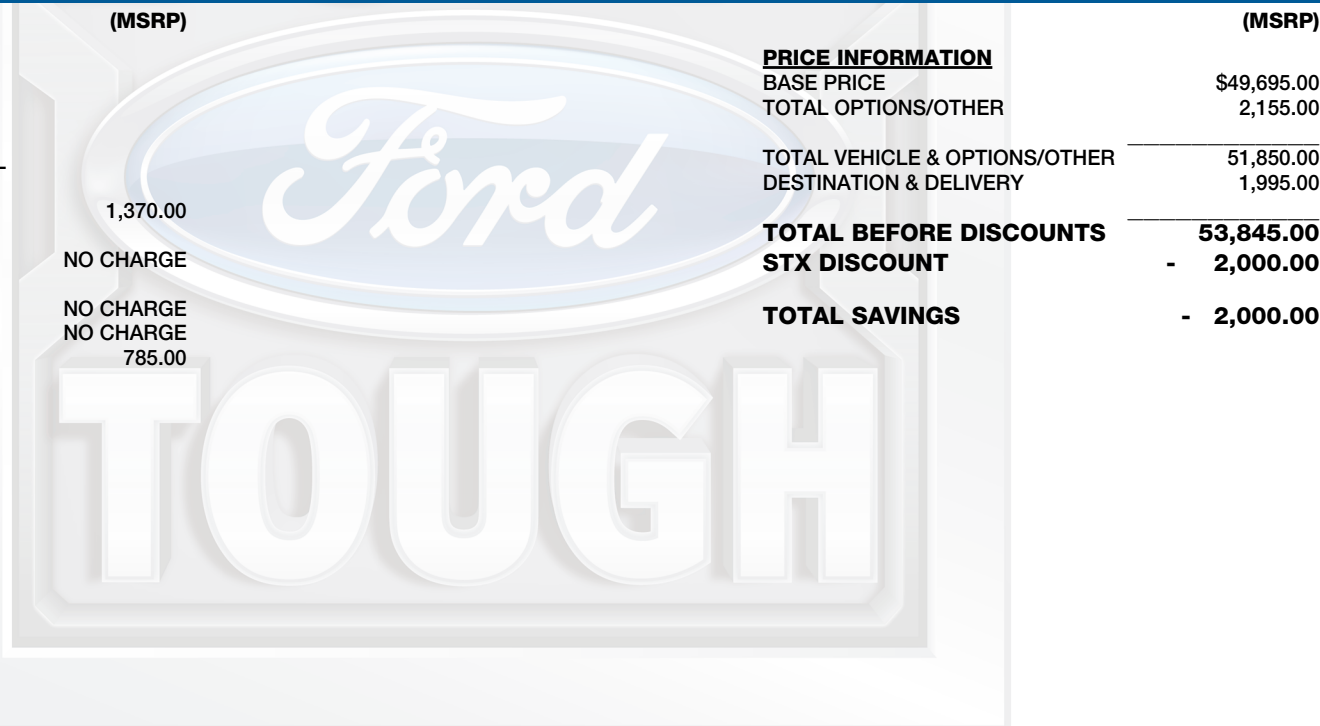 (MSRP)
1,370.00
NO CHARGE
NO CHARGE
NO CHARGE
785.00
(MSRP)
PRICE INFORMATION
BASE PRICE $49,695.00
TOTAL OPTIONS/OTHER 2,155.00
TOTAL VEHICLE & OPTIONS/OTHER 51,850.00
DESTINATION & DELIVERY 1,995.00
TOTAL BEFORE DISCOUNTS 53,845.00
STX DISCOUNT - 2,000.00
TOTAL SAVINGS - 2,000.00
Ford
TOUGH